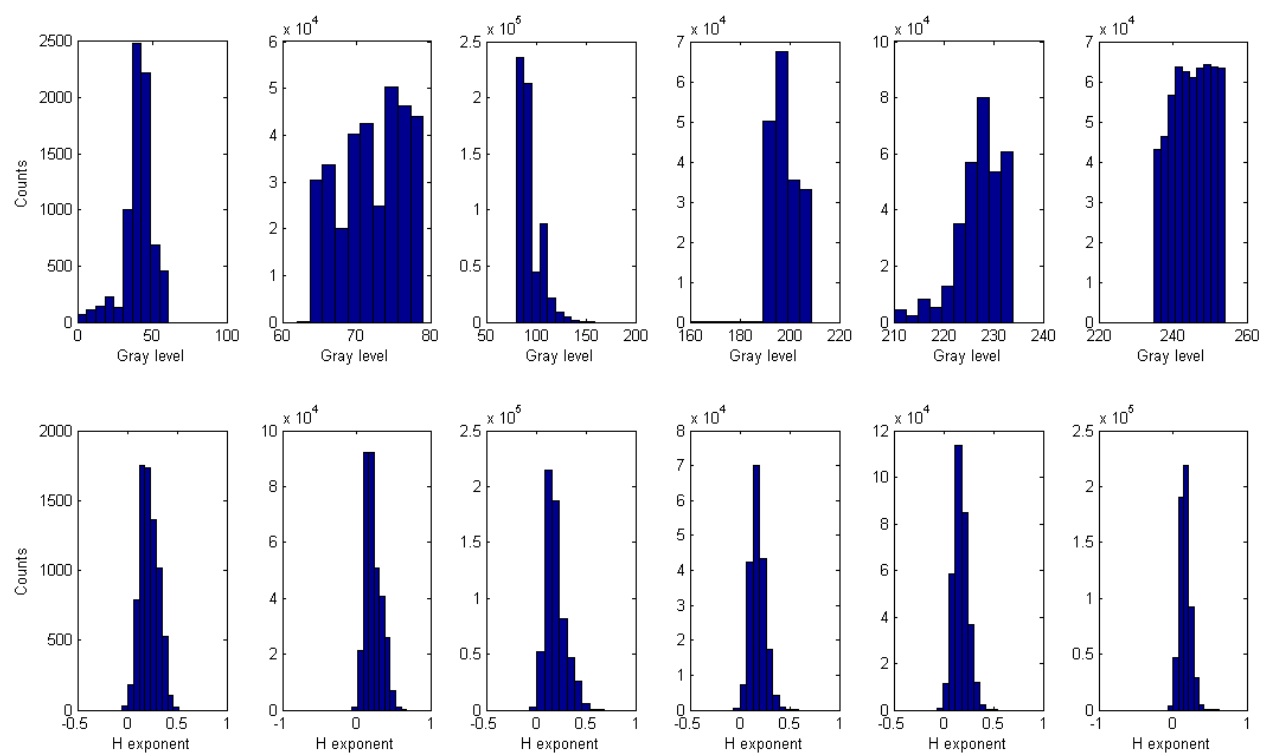 x 10^4 x 10^5 x 10^4 x 10^4 x 10^4
2500 6 2.5 7 10 7
6 6
2000 5 2 8
5 5
4
1500 1.5 6
4 4
3
3 3
1000 1 4
2
2 2
500 1 0.5 2
1 1
0 0 0 0 0 0
0 50 100 60 70 80 50 100 150 200 160 180 200 220 210 220 230 240 220 240 260
Counts
Gray level Gray level Gray level Gray level Gray level Gray level
x 10^4 x 10^5 x 10^4 x 10^4 x 10^5
2000 10 2.5 8 12 2.5
7
10
8 2 2
1500 6
8
5
6 1.5 1.5
1000 4 6
4 1 3 1
4
500 2
2 0.5 2 0.5
1
0 0 0 0 0 0
-0.5 0 0.5 1 -1 0 1 -0.5 0 0.5 1 -0.5 0 0.5 1 -0.5 0 0.5 1 -1 0 1
Counts
H exponent H exponent H exponent H exponent H exponent H exponent